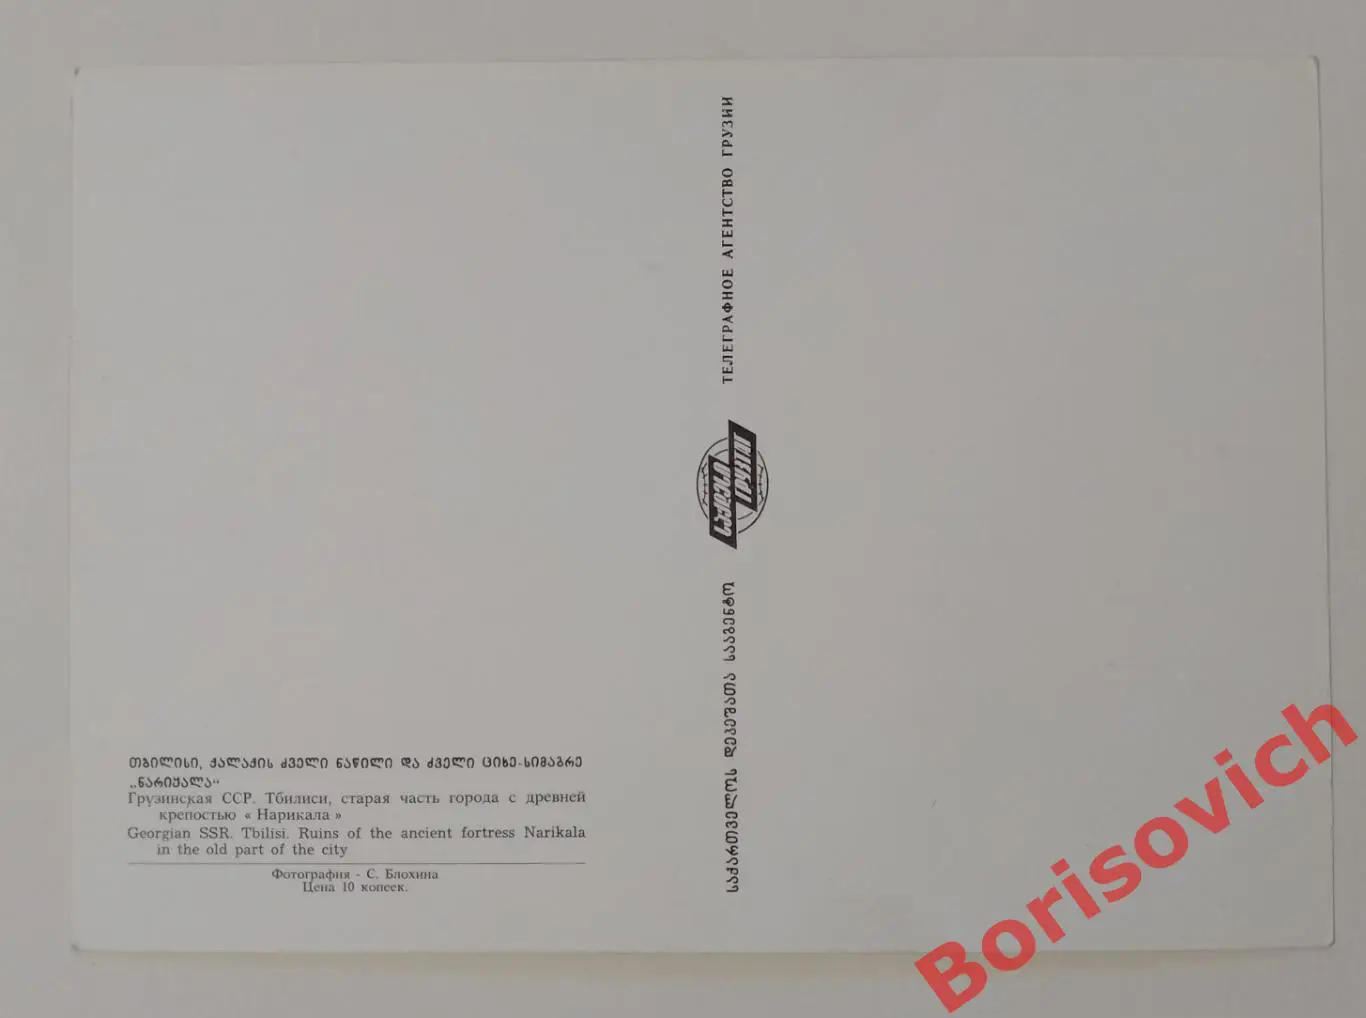 თბილისი, ქალაქის ძველი ნაწილი და ძველი ციხე-სიმაგრე
„ნარიყალა“
Грузинская ССР. Тбилиси, старая часть города с древней
крепостью « Нарикала »
Georgian SSR. Tbilisi. Ruins of the ancient fortress Narikala
in the old part of the city
Фотография - С. Блохина
Цена 10 копеек.
ТЕЛЕГРАФНОЕ АГЕНТСТВО ГРУЗИИ
საქართველოს დეპეშათა სააგენტო
Borisovich